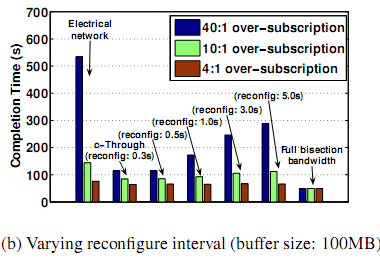 700
600
500
400
300
200
100
0
Completion Time (s)
Electrical
network
40:1 over-subscription
10:1 over-subscription
4:1 over-subscription
c-Through
(reconfig: 0.3s)
(reconfig: 0.5s)
(reconfig: 1.0s)
(reconfig: 3.0s)
(reconfig: 5.0s)
Full bisection
bandwidth
(b) Varying reconfigure interval (buffer size: 100MB)